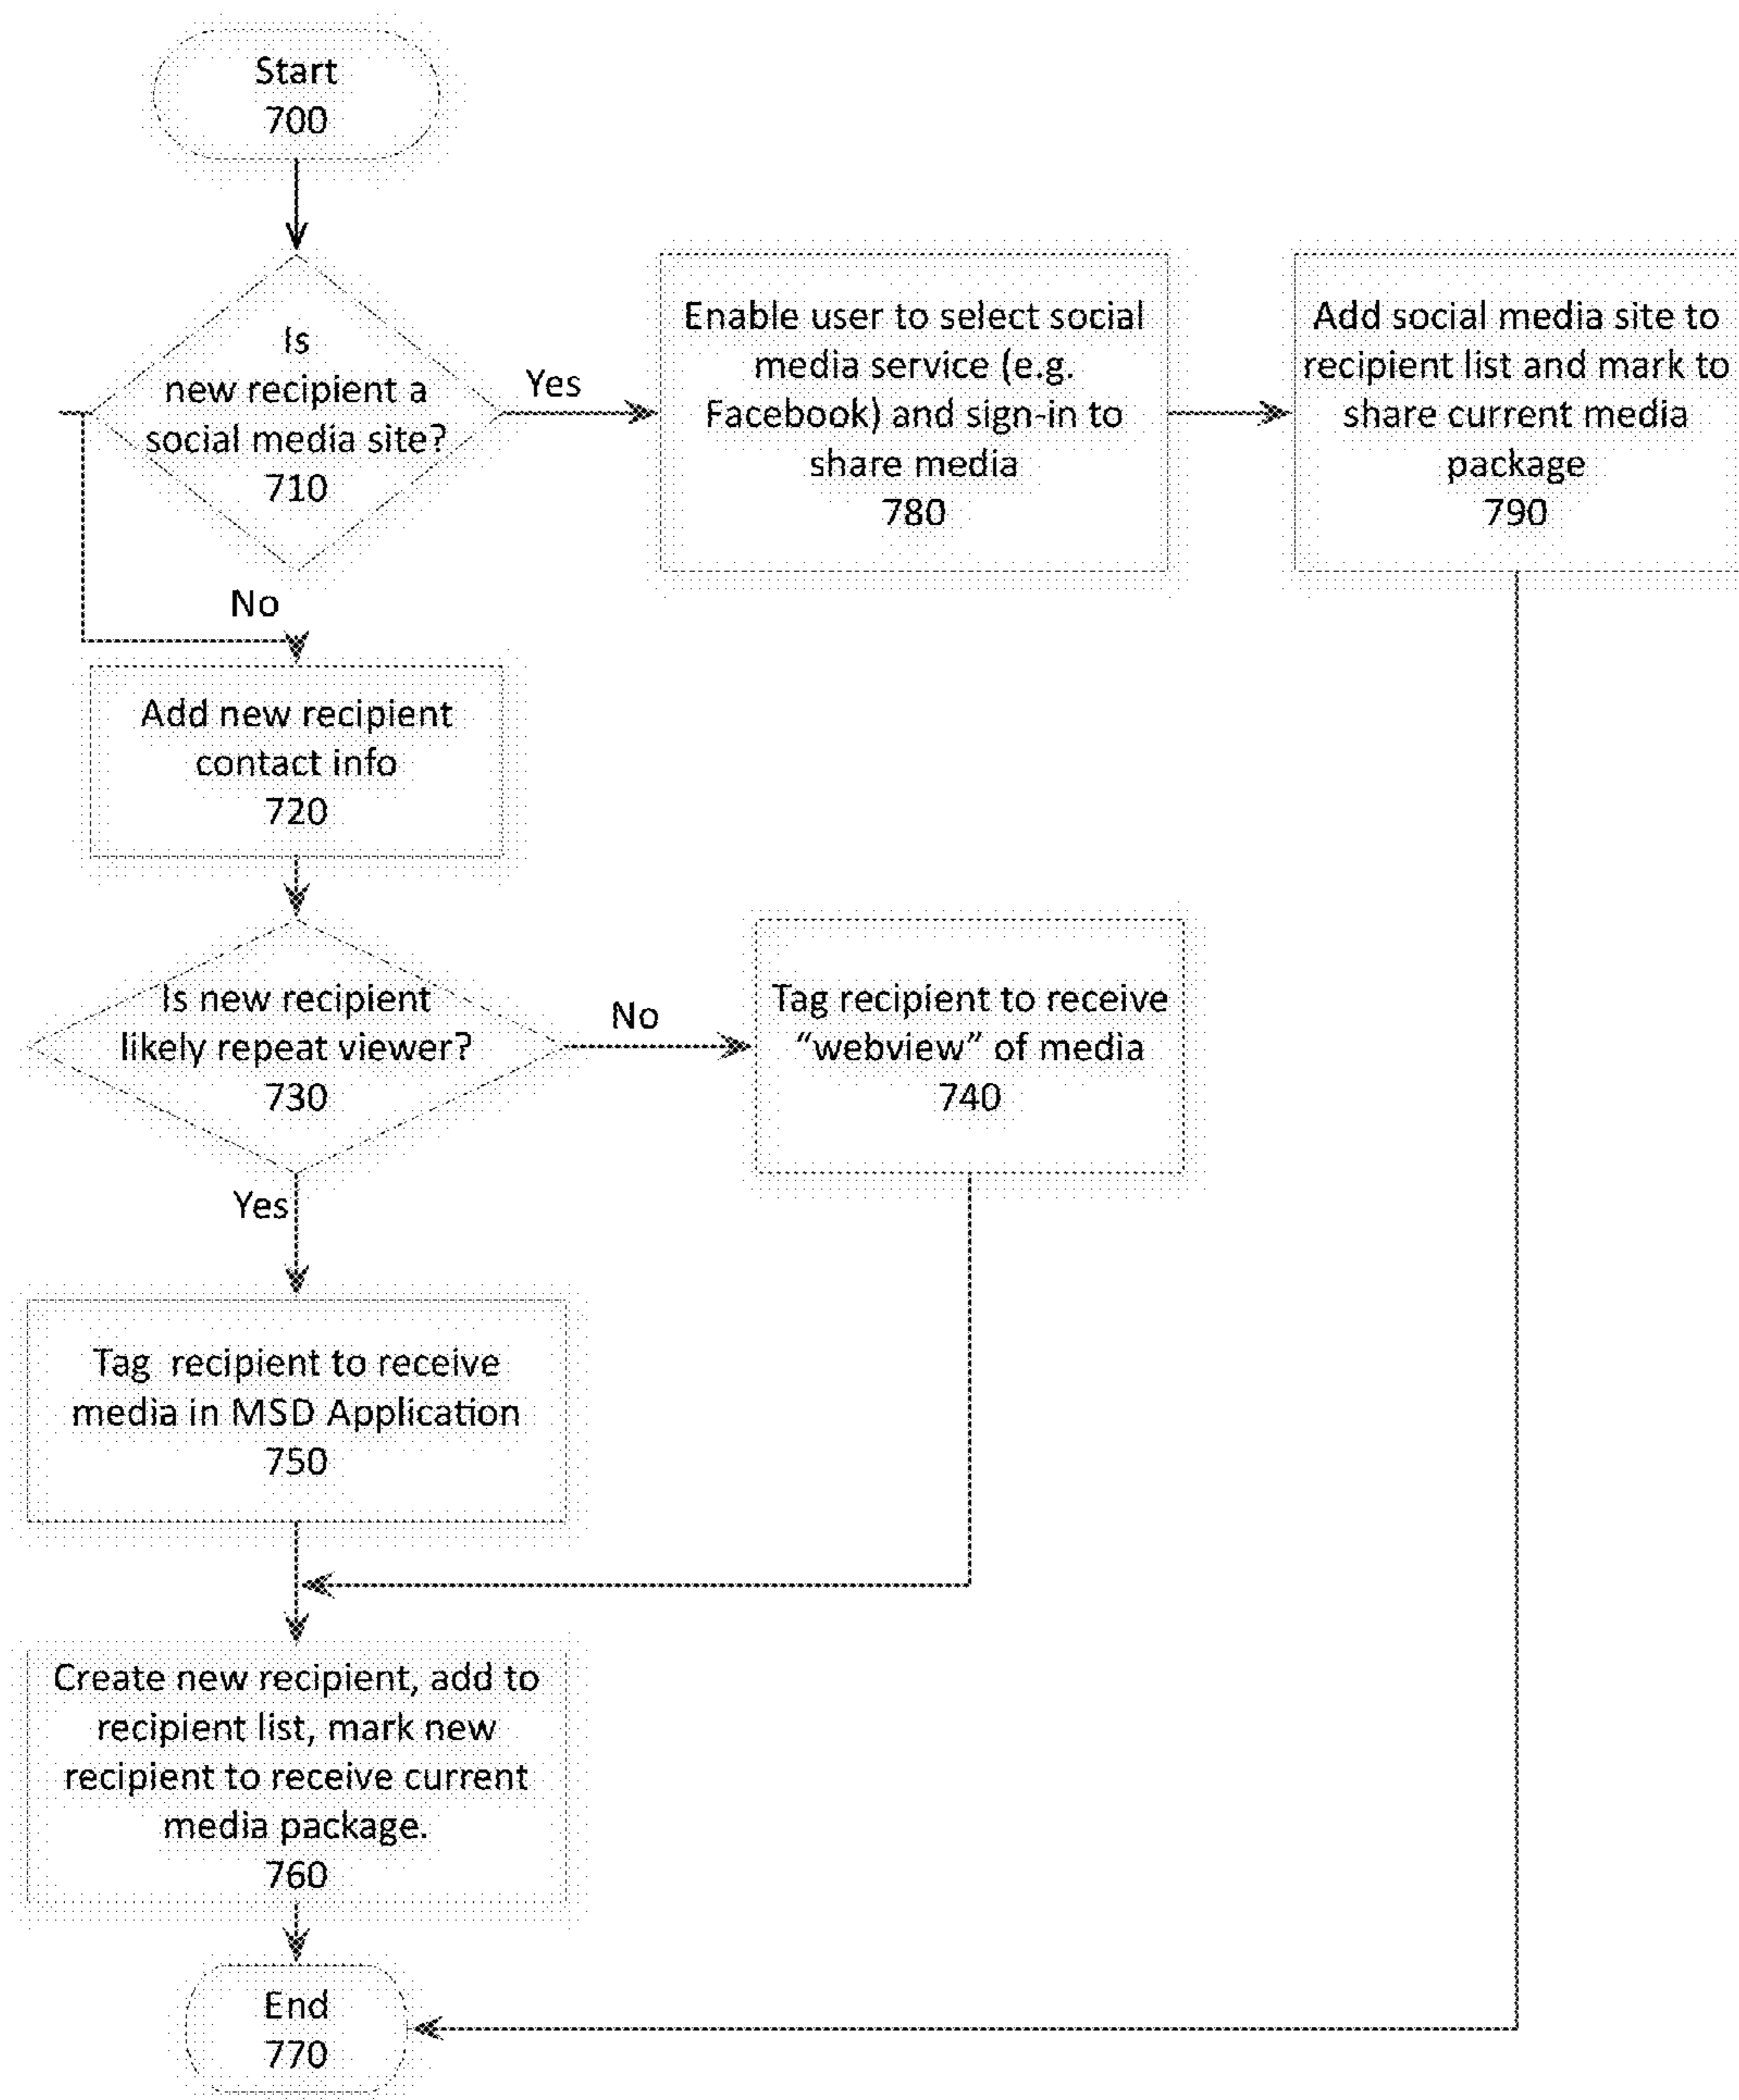 Start
700
Is
new recipient a
social media site?
710
Yes
Enable user to select social
media service (e.g.
Facebook) and sign-in to
share media
780
Add social media site to
recipient list and mark to
share current media
package
790
No
Add new recipient
contact info
720
Is new recipient
likely repeat viewer?
730
No
Tag recipient to receive
“webview” of media
740
Yes
Tag recipient to receive
media in MSD Application
750
Create new recipient, add to
recipient list, mark new
recipient to receive current
media package.
760
End
770